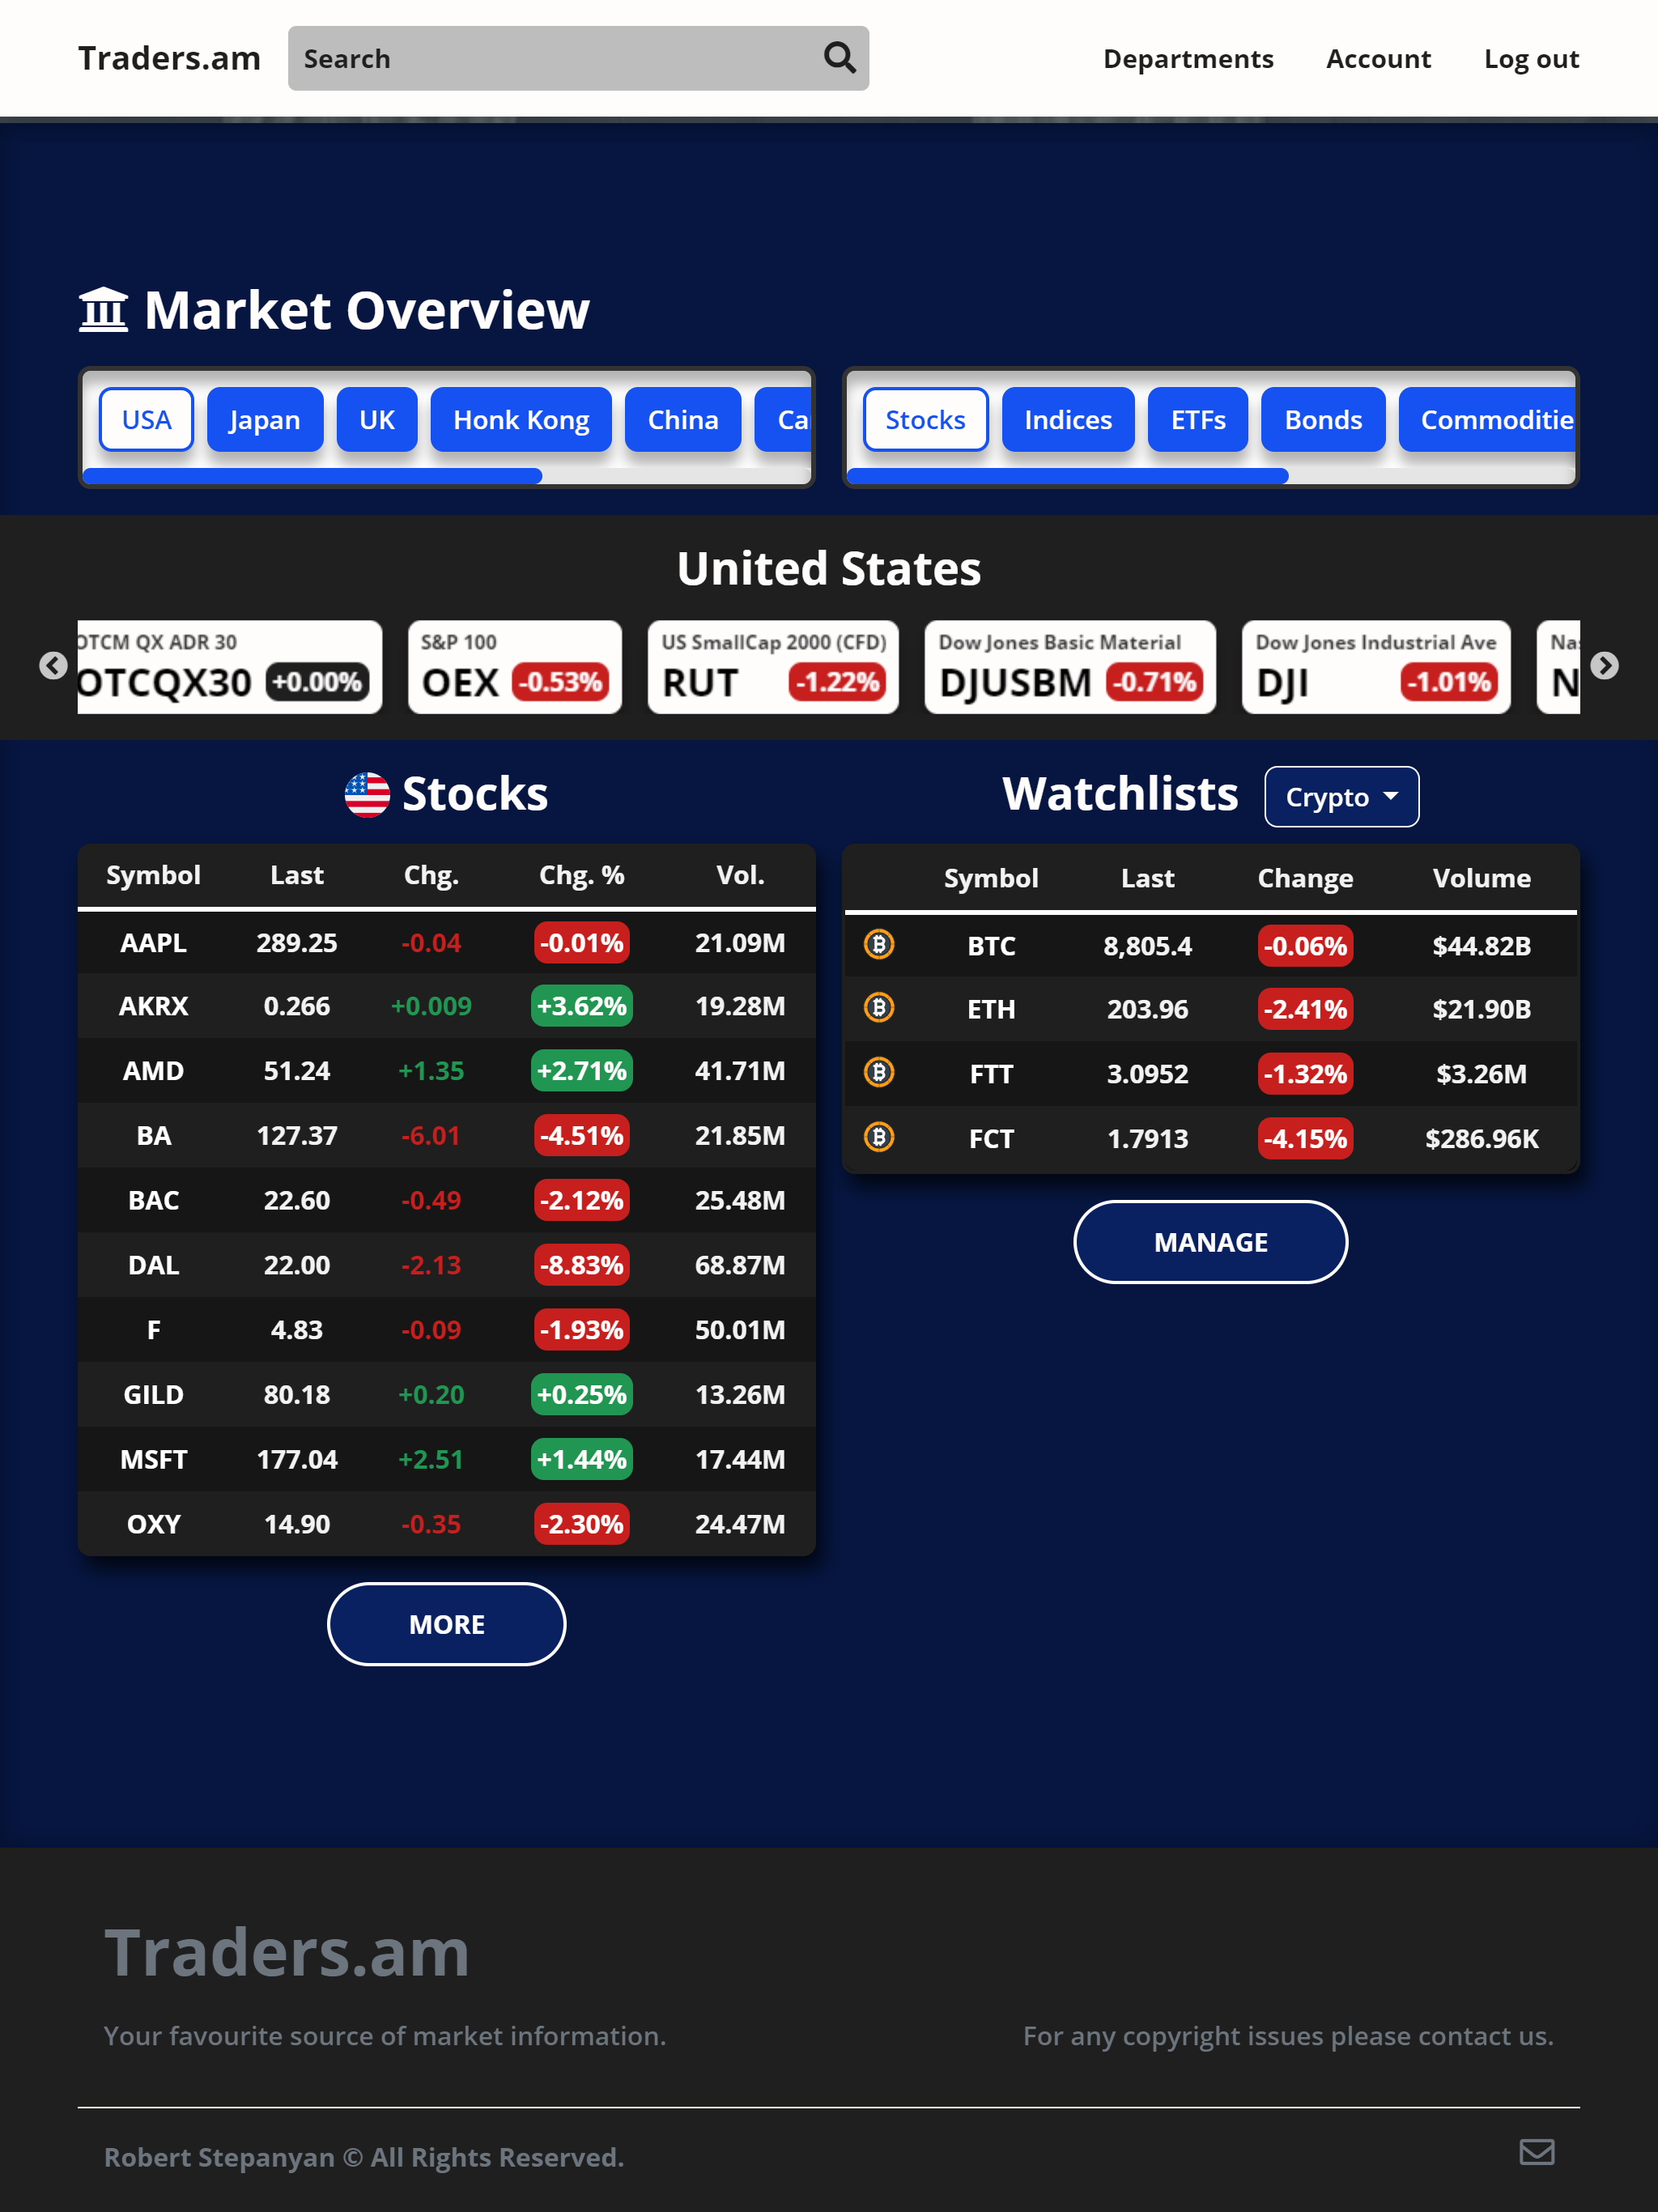 Traders.am
Search
Departments
Account
Log out
Market Overview
USA
Japan
UK
Honk Kong
China
Ca
Stocks
Indices
ETFs
Bonds
Commoditie
United States
OTCM QX ADR 30
OTCQX30 +0.00%
S&P 100
OEX -0.53%
US SmallCap 2000 (CFD)
RUT -1.22%
Dow Jones Basic Material
DJUSBM -0.71%
Dow Jones Industrial Ave
DJI -1.01%
Na
N
Stocks
Symbol Last Chg. Chg. % Vol.
AAPL 289.25 -0.04 -0.01% 21.09M
AKRX 0.266 +0.009 +3.62% 19.28M
AMD 51.24 +1.35 +2.71% 41.71M
BA 127.37 -6.01 -4.51% 21.85M
BAC 22.60 -0.49 -2.12% 25.48M
DAL 22.00 -2.13 -8.83% 68.87M
F 4.83 -0.09 -1.93% 50.01M
GILD 80.18 +0.20 +0.25% 13.26M
MSFT 177.04 +2.51 +1.44% 17.44M
OXY 14.90 -0.35 -2.30% 24.47M
MORE
Watchlists
Crypto
Symbol Last Change Volume
BTC 8,805.4 -0.06% $44.82B
ETH 203.96 -2.41% $21.90B
FTT 3.0952 -1.32% $3.26M
FCT 1.7913 -4.15% $286.96K
MANAGE
Traders.am
Your favourite source of market information.
For any copyright issues please contact us.
Robert Stepanyan © All Rights Reserved.